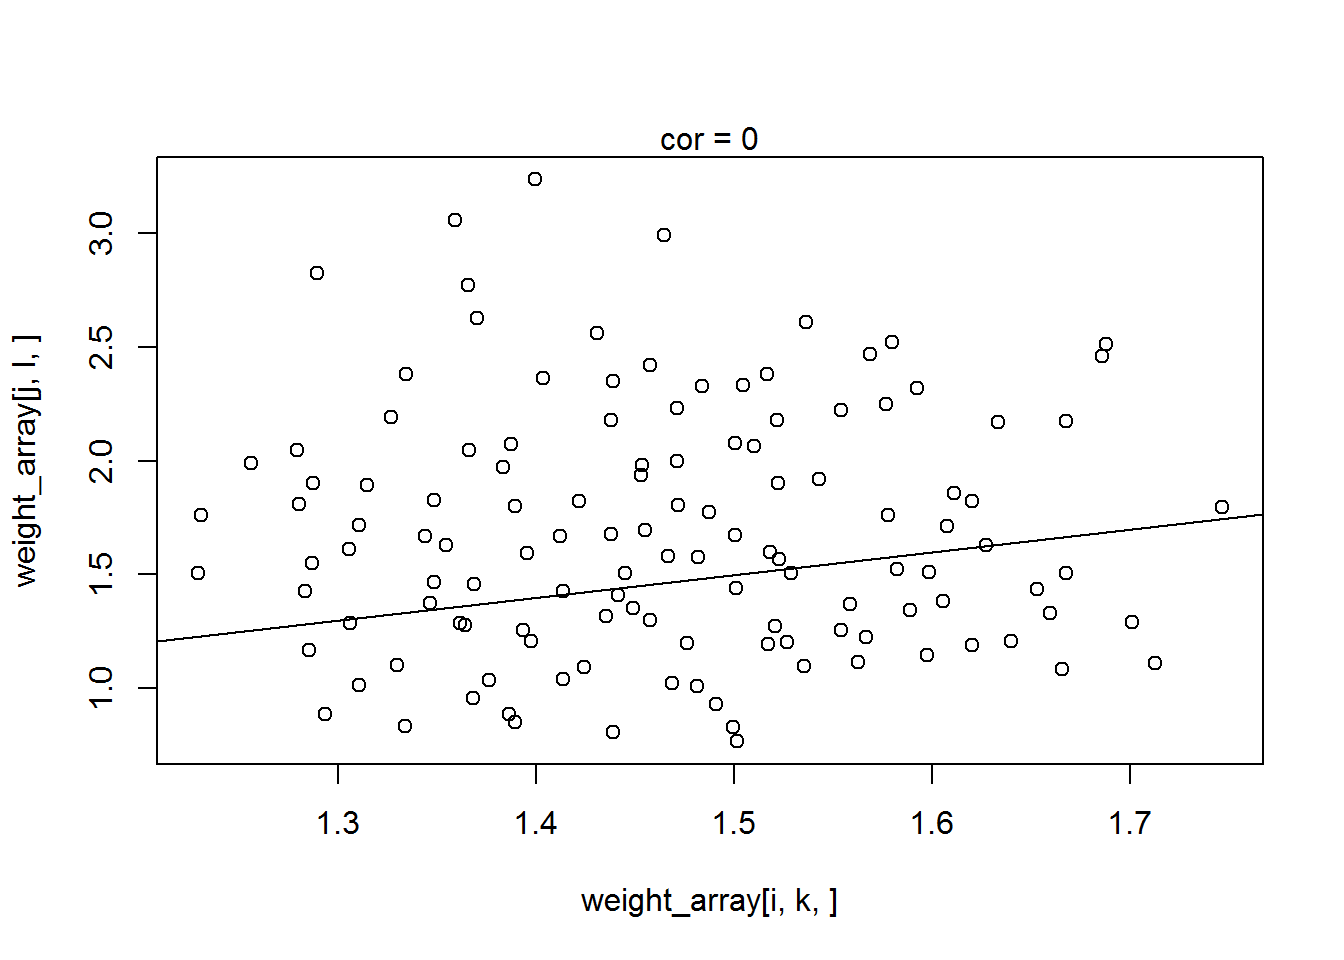 cor = 0
weight_array[j, l, ]
3.0
2.5
2.0
1.5
1.0
1.3 1.4 1.5 1.6 1.7
weight_array[i, k, ]